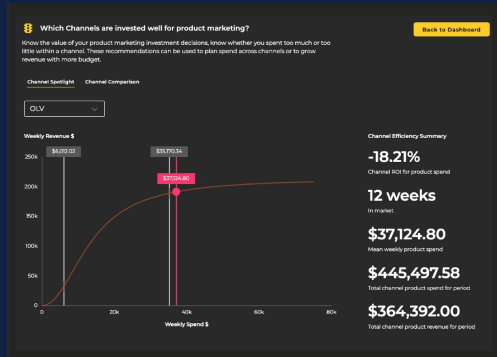 Which Channels are invested well for product marketing?
Back to Dashboard
Know the value of your product marketing investment decisions, know whether you spent too much or too
little within a channel. These recommendations can be used to plan spend across channels or to grow
revenue with more budget.
Channel Spotlight Channel Comparison
OLV
Weekly Revenue $
$6,012.02 $35,170.34
$37,124.80
250k
200k
150k
100k
50k
0
0 20k 40k 60k 80k
Weekly Spend $
Channel Efficiency Summary
-18.21%
Channel ROI for product spend
12 weeks
In market
$37,124.80
Mean weekly product spend
$445,497.58
Total channel product spend for period
$364,392.00
Total channel product revenue for period